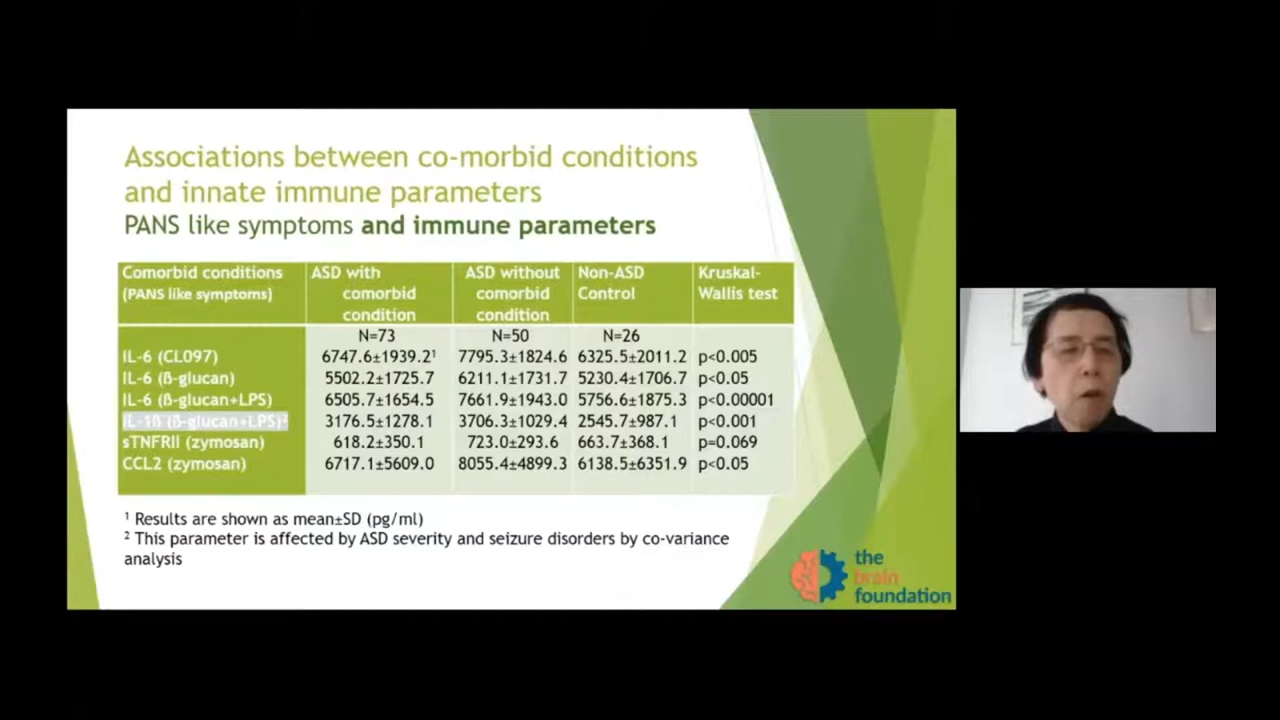 Associations between co-morbid conditions
and innate immune parameters
PANS like symptoms and immune parameters
Comorbid conditions (PANS like symptoms) ASD with comorbid condition ASD without comorbid condition Non-ASD Control Kruskal-Wallis test
N=73 N=50 N=26
IL-6 (CL097) 6747.6±1939.2¹ 7795.3±1824.6 6325.5±2011.2 p<0.005
IL-6 (ß-glucan) 5502.2±1725.7 6211.1±1731.7 5230.4±1706.7 p<0.05
IL-6 (ß-glucan+LPS) 6505.7±1654.5 7661.9±1943.0 5756.6±1875.3 p<0.00001
IL-1ß (ß-glucan+LPS)² 3176.5±1278.1 3706.3±1029.4 2545.7±987.1 p<0.001
sTNFRII (zymosan) 618.2±350.1 723.0±293.6 663.7±368.1 p=0.069
CCL2 (zymosan) 6717.1±5609.0 8055.4±4899.3 6138.5±6351.9 p<0.05
¹ Results are shown as mean±SD (pg/ml)
² This parameter is affected by ASD severity and seizure disorders by co-variance
analysis
the
brain
foundation